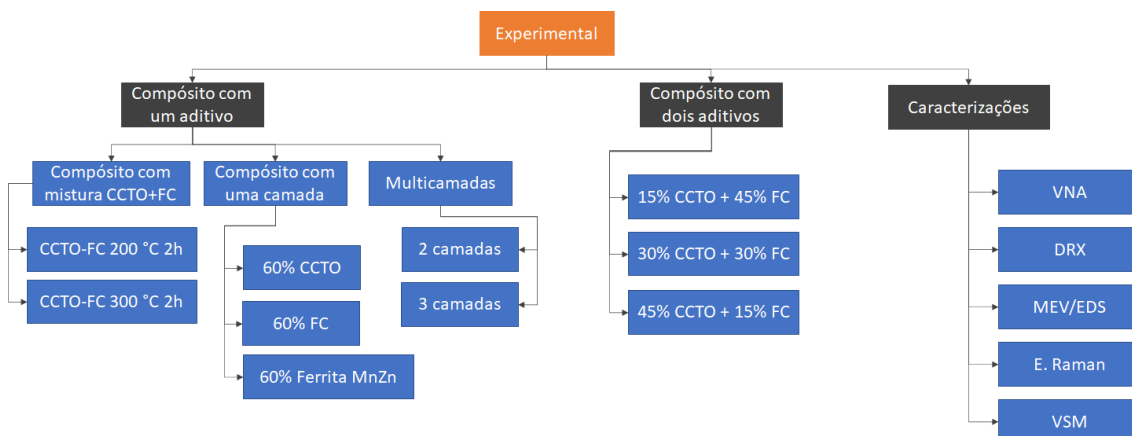 Experimental
Compósito com
um aditivo
Compósito com
dois aditivos
Caracterizações
Compósito com
mistura CCTO+FC
Compósito com
uma camada
Multicamadas
CCTO-FC 200 °C 2h
CCTO-FC 300 °C 2h
60% CCTO
60% FC
60% Ferrita MnZn
2 camadas
3 camadas
15% CCTO + 45% FC
30% CCTO + 30% FC
45% CCTO + 15% FC
VNA
DRX
MEV/EDS
E. Raman
VSM